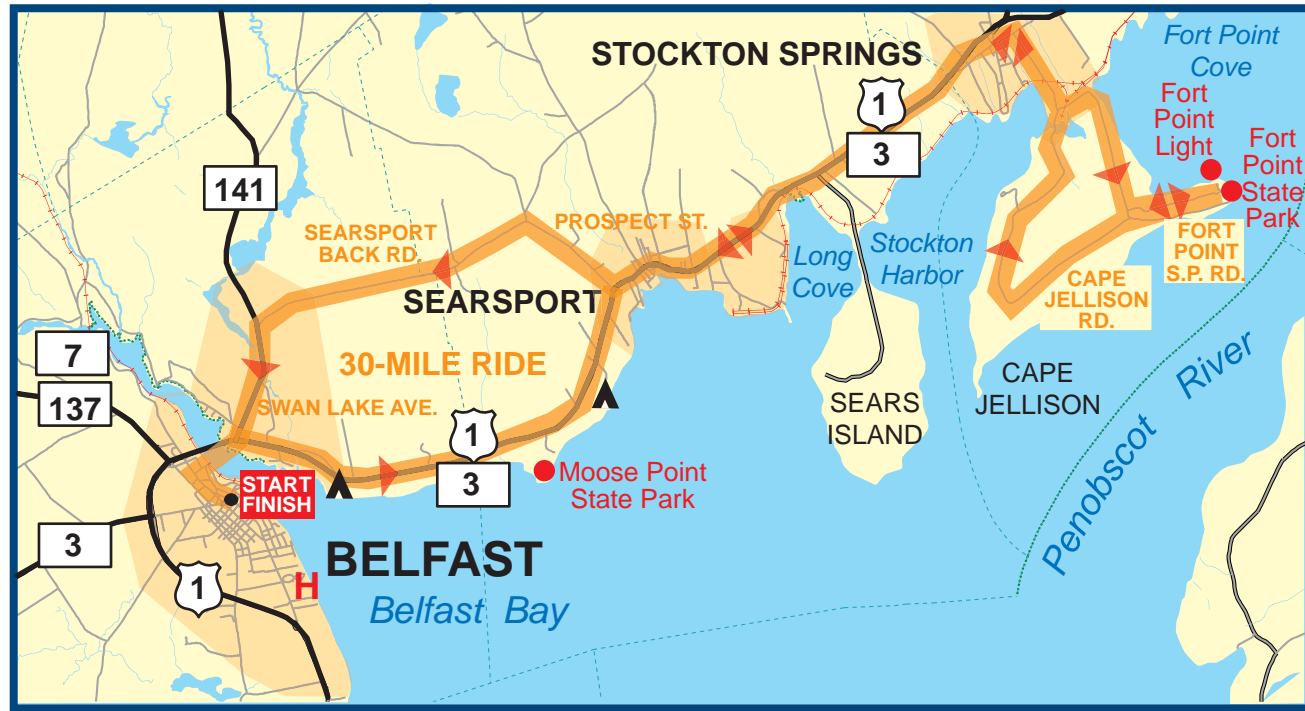 STOCKTON SPRINGS
Fort Point
Cove
Fort
Point
Light
Fort
Point
State
Park
1
3
141
SEARSPORT
BACK RD.
PROSPECT ST.
FORT
POINT
S.P. RD.
Long
Cove
Stockton
Harbor
CAPE
JELLISON
RD.
SEARSPORT
7
137
30-MILE RIDE
SWAN LAKE AVE.
1
3
SEARS
ISLAND
CAPE
JELLISON
Penobscot River
START
FINISH
Moose Point
State Park
3
1
H
BELFAST
Belfast Bay